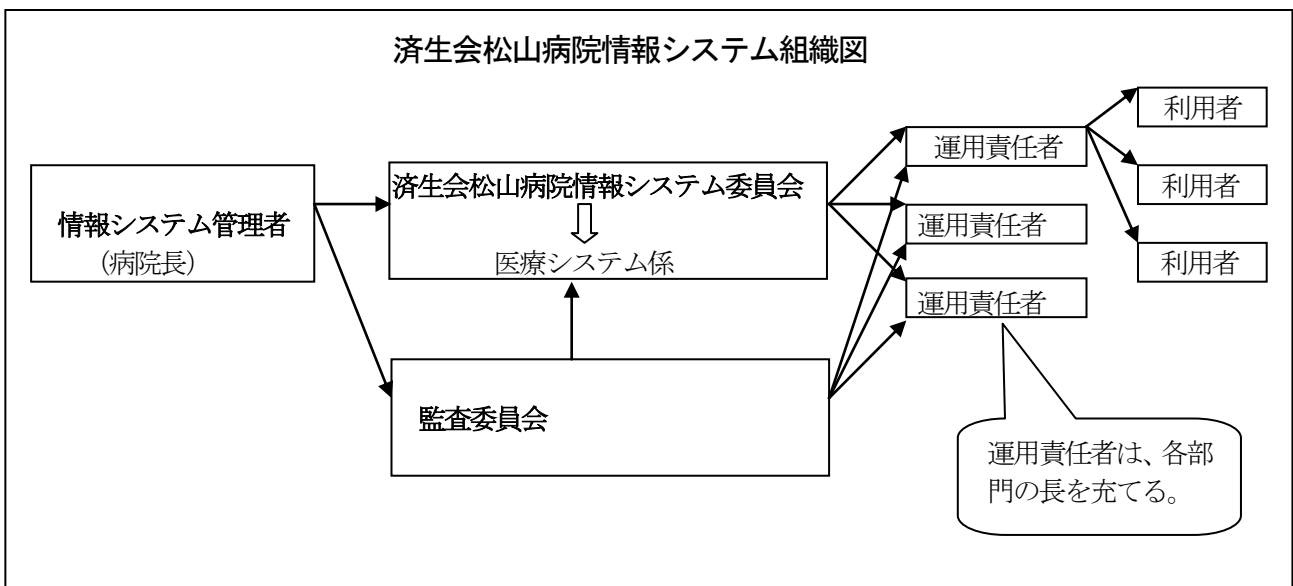 済生会松山病院情報システム組織図
情報システム管理者
(病院長)
済生会松山病院情報システム委員会
医療システム係
監査委員会
運用責任者
運用責任者
運用責任者
利用者
利用者
利用者
運用責任者は、各部
門の長を充てる。